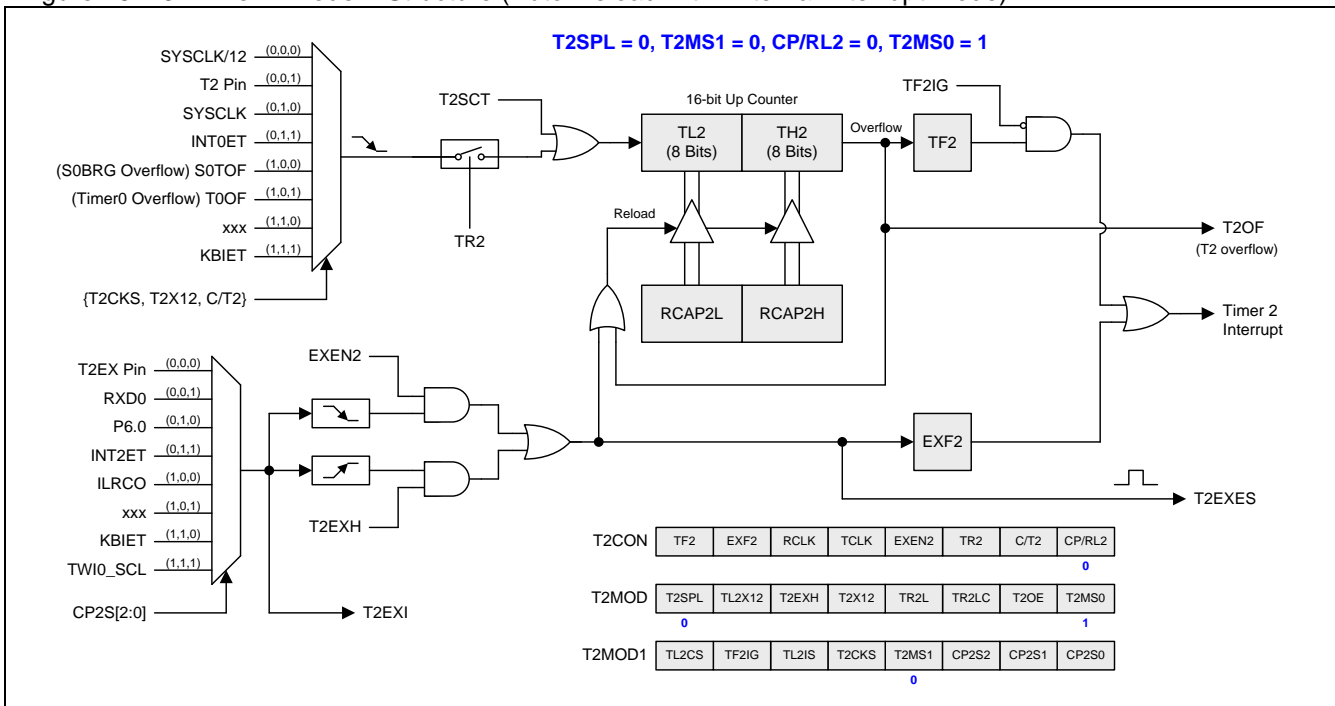 T2SPL = 0, T2MS1 = 0, CP/RL2 = 0, T2MS0 = 1
SYSCLK/12 (0,0,0)
T2 Pin (0,0,1)
SYSCLK (0,1,0)
INT0ET (0,1,1)
(S0BRG Overflow) S0TOF (1,0,0)
(Timer0 Overflow) T0OF (1,0,1)
xxx (1,1,0)
KBIET (1,1,1)
{T2CKS, T2X12, C/T2}
TR2
T2SCT
16-bit Up Counter
TL2
(8 Bits)
TH2
(8 Bits)
Overflow
TF2
TF2IG
Reload
RCAP2L
RCAP2H
T2OF
(T2 overflow)
Timer 2
Interrupt
T2EX Pin (0,0,0)
RXD0 (0,0,1)
P6.0 (0,1,0)
INT2ET (0,1,1)
ILRCO (1,0,0)
xxx (1,0,1)
KBIET (1,1,0)
TWI0_SCL (1,1,1)
CP2S[2:0]
EXEN2
T2EXH
T2EXI
EXF2
T2EXES
T2CON TF2 EXF2 RCLK TCLK EXEN2 TR2 C/T2 CP/RL2
0
T2MOD T2SPL TL2X12 T2EXH T2X12 TR2L TR2LC T2OE T2MS0
0 1
T2MOD1 TL2CS TF2IG TL2IS T2CKS T2MS1 CP2S2 CP2S1 CP2S0
0